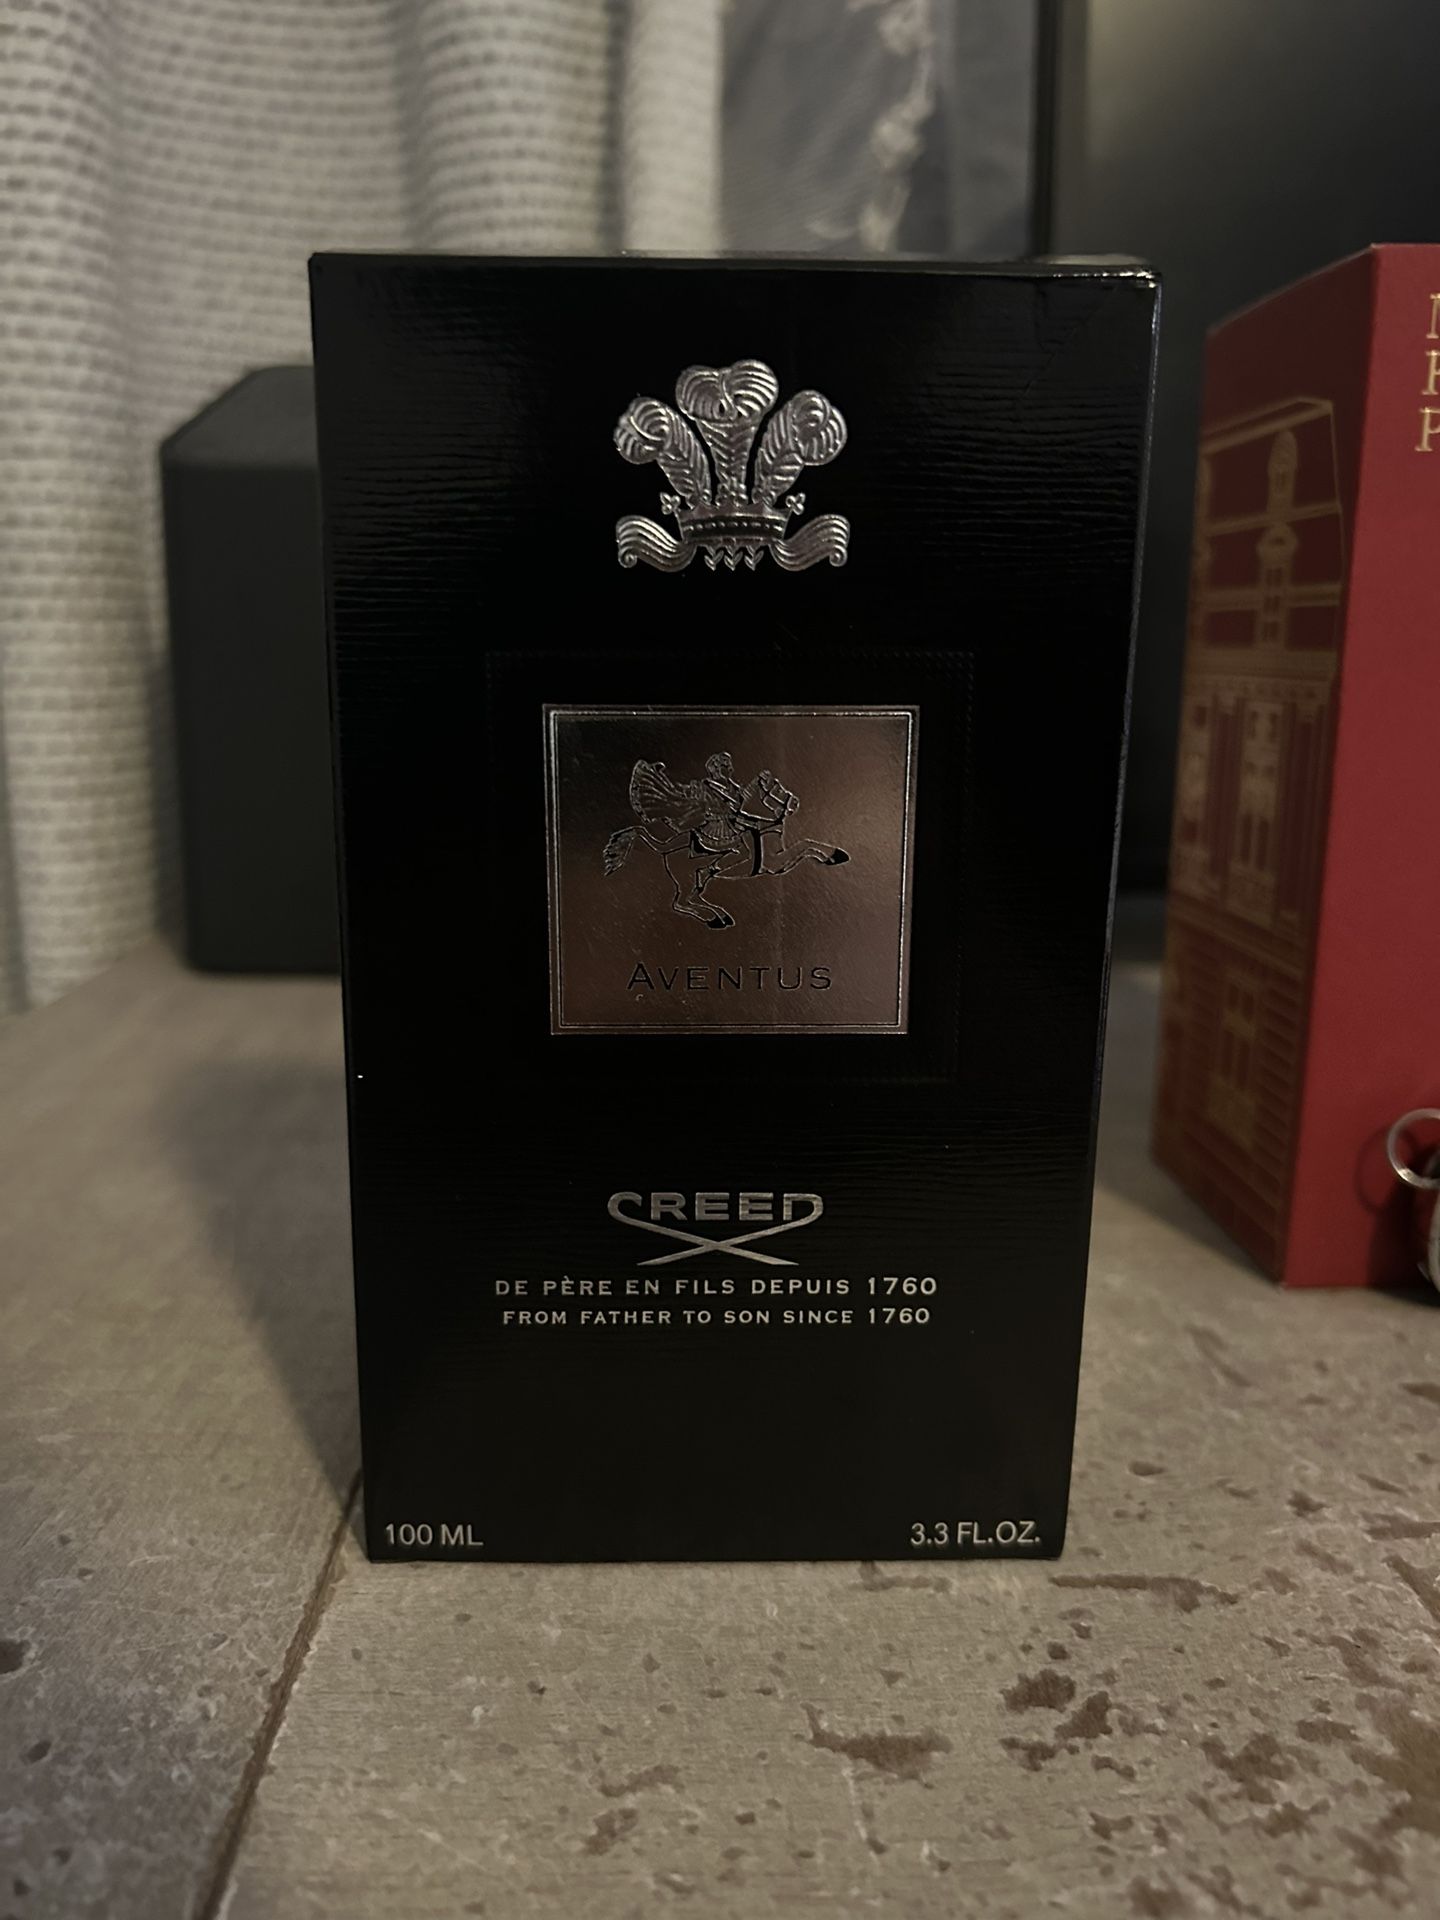 AVENTUS
CREED
DE PÈRE EN FILS DEPUIS 1760
FROM FATHER TO SON SINCE 1760
100 ML
3.3 FL.OZ.